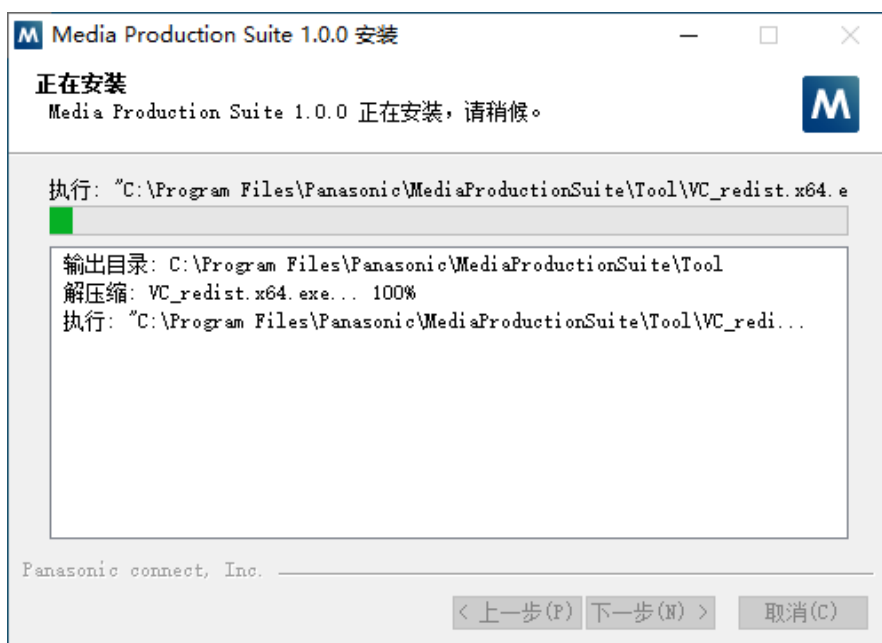 M Media Production Suite 1.0.0 安装
正在安装
Media Production Suite 1.0.0 正在安装，请稍候。
M
执行: "C:\Program Files\Panasonic\MediaProductionSuite\Tool\VC_redist.x64.e
输出目录: C:\Program Files\Panasonic\MediaProductionSuite\Tool
解压缩: VC_redist.x64.exe... 100%
执行: "C:\Program Files\Panasonic\MediaProductionSuite\Tool\VC_redi...
Panasonic connect, Inc.
< 上一步(P) 下一步(N) > 取消(C)